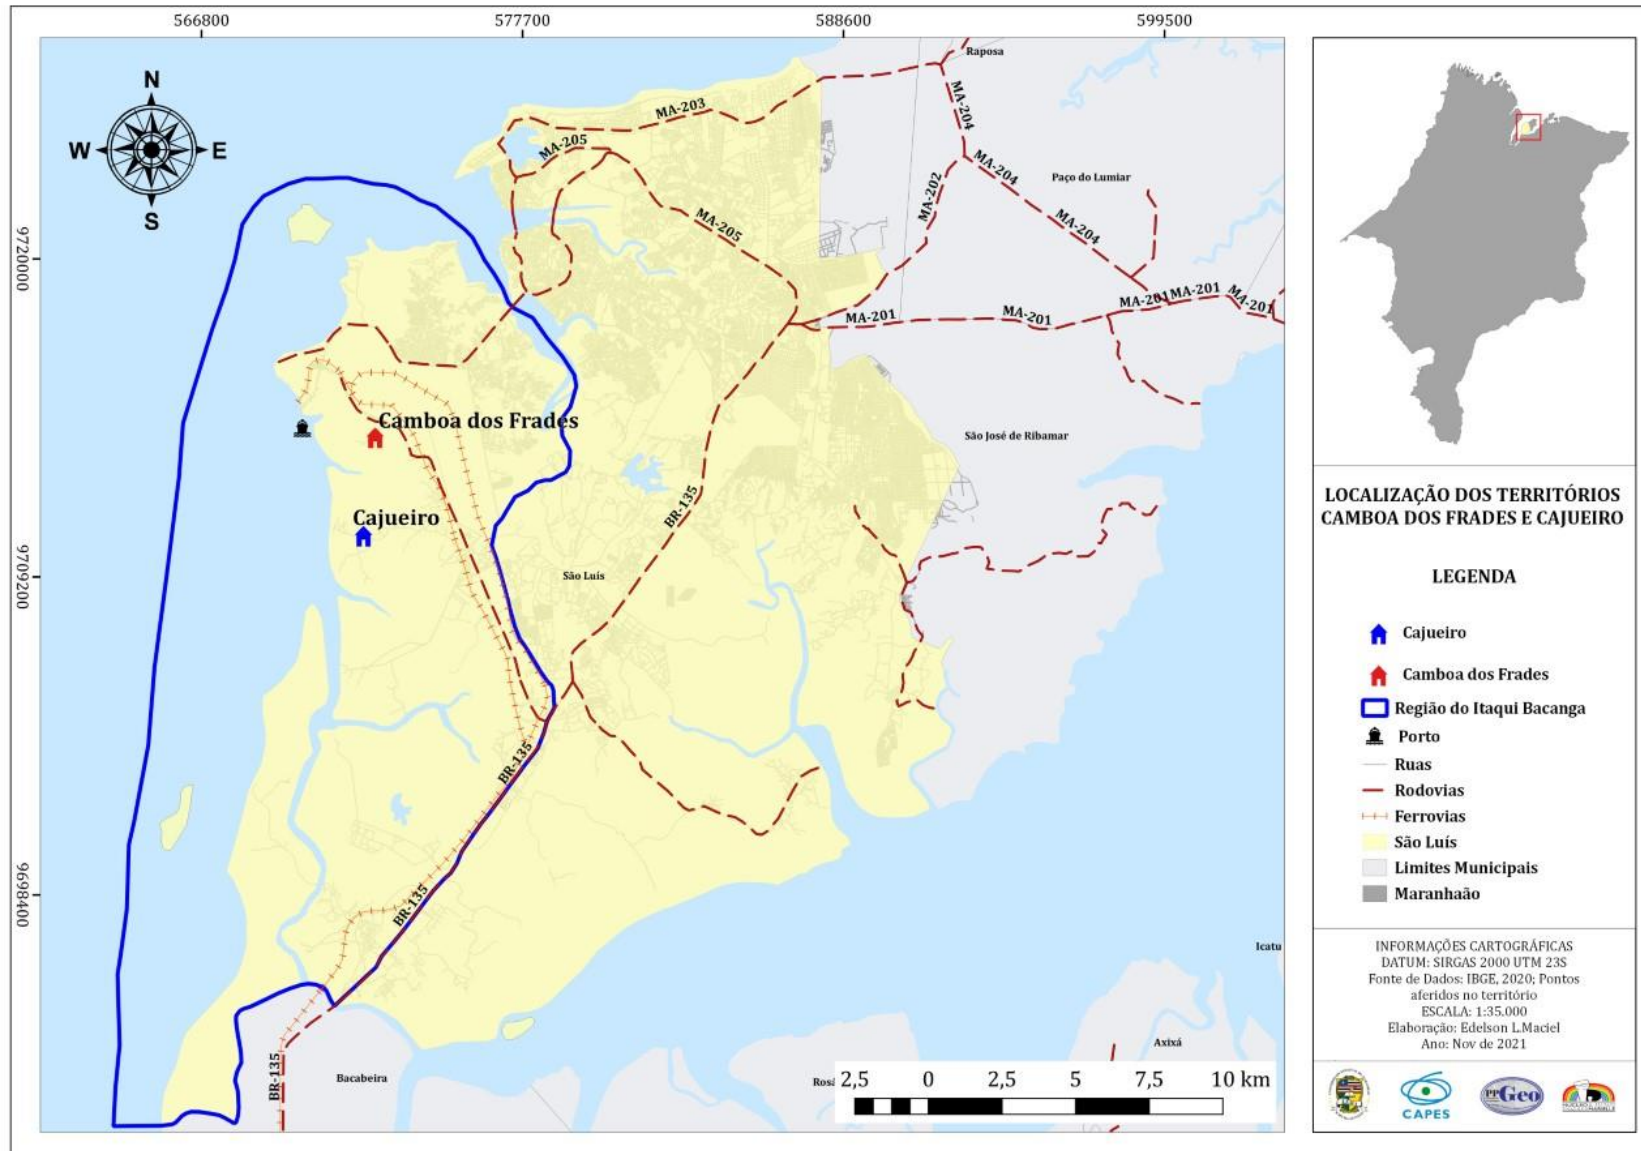 566800
577700
588600
599500
9720000
9709200
9698400
N
W
E
S
Raposa
MA-203
MA-204
MA-205
MA-202
MA-204
Paço do Lumiar
MA-205
MA-204
MA-201
MA-201
MA-201
MA-201
MA-201
Camboa dos Frades
São José de Ribamar
BR-135
Cajueiro
São Luís
BR-135
BR-135
Icatu
BR-135
Bacabeira
Axixá
2,5 0 2,5 5 7,5 10 km
LOCALIZAÇÃO DOS TERRITÓRIOS
CAMBOA DOS FRADES E CAJUEIRO
LEGENDA
Cajueiro
Camboa dos Frades
Região do Itaqui Bacanga
Porto
Ruas
Rodovias
Ferrovias
São Luís
Limites Municipais
Maranhaão
INFORMAÇÕES CARTOGRÁFICAS
DATUM: SIRGAS 2000 UTM 23S
Fonte de Dados: IBGE, 2020; Pontos
aferidos no território
ESCALA: 1:35.000
Elaboração: Edelson L.Maciel
Ano: Nov de 2021
CAPES
PPGeo